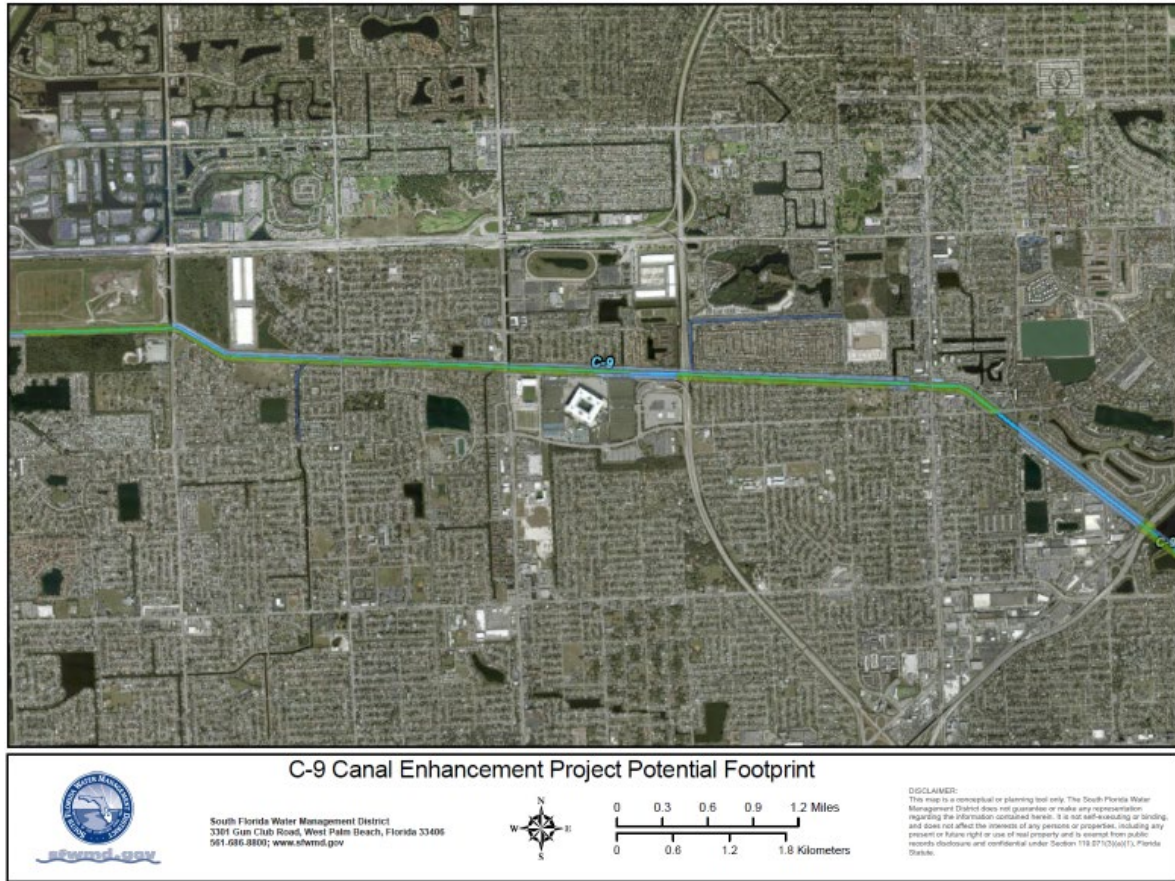 C-9
C-9
C-9 Canal Enhancement Project Potential Footprint
SOUTH FLORIDA WATER MANAGEMENT DISTRICT
sfwmd.gov
South Florida Water Management District
3301 Gun Club Road, West Palm Beach, Florida 33406
561-686-8800; www.sfwmd.gov
N
W E
S
0 0.3 0.6 0.9 1.2 Miles
0 0.6 1.2 1.8 Kilometers
DISCLAIMER:
This map is a conceptual or planning tool only. The South Florida Water
Management District does not guarantee or make any representation
regarding the information contained herein. It is not self-executing or binding,
and does not affect the interests of any persons or properties, including any
present or future right or use of real property and is exempt from public
records disclosure and confidential under Section 119.071(3)(a)(1), Florida
Statute.